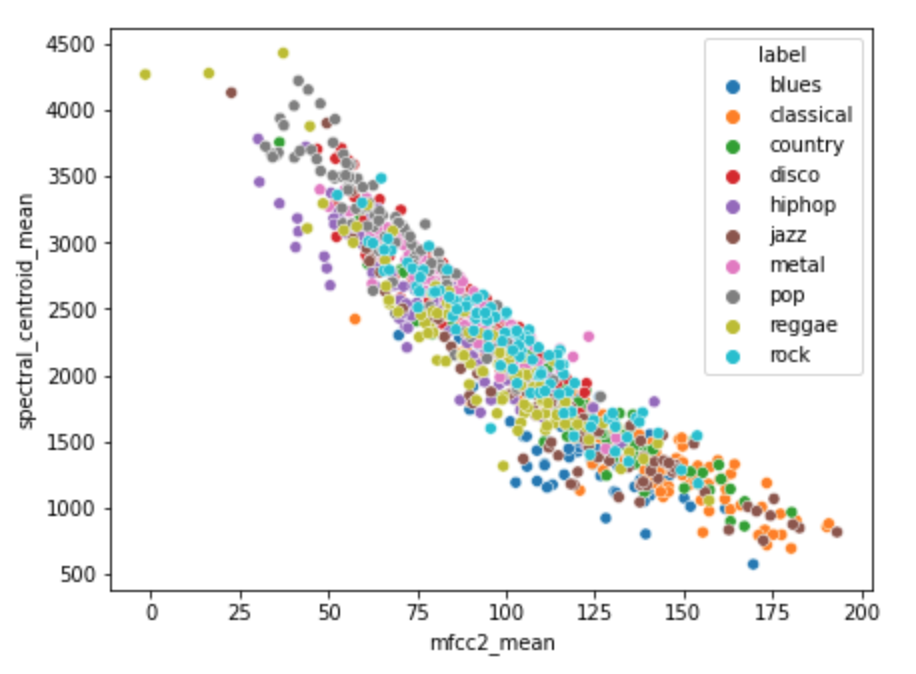 label
blues
classical
country
disco
hiphop
jazz
metal
pop
reggae
rock
4500
4000
3500
3000
2500
2000
1500
1000
500
spectral_centroid_mean
0
25
50
75
100
125
150
175
200
mfcc2_mean